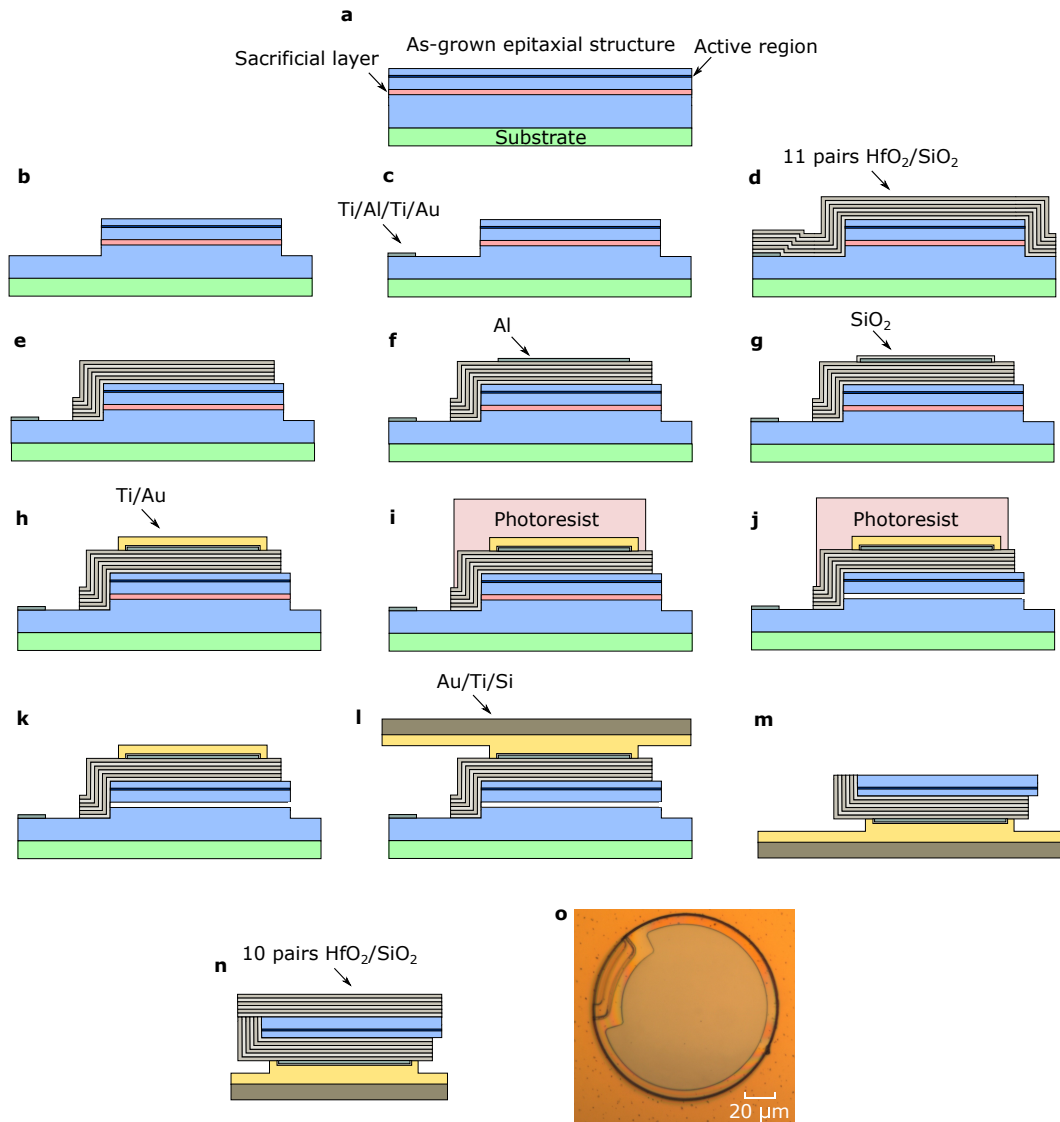 a
As-grown epitaxial structure
Active region
Sacrificial layer
Substrate
b
c
Ti/Al/Ti/Au
d
11 pairs HfO₂/SiO₂
e
f
Al
g
SiO₂
h
Ti/Au
i
Photoresist
j
Photoresist
k
l
Au/Ti/Si
m
n
10 pairs HfO₂/SiO₂
o
20 µm